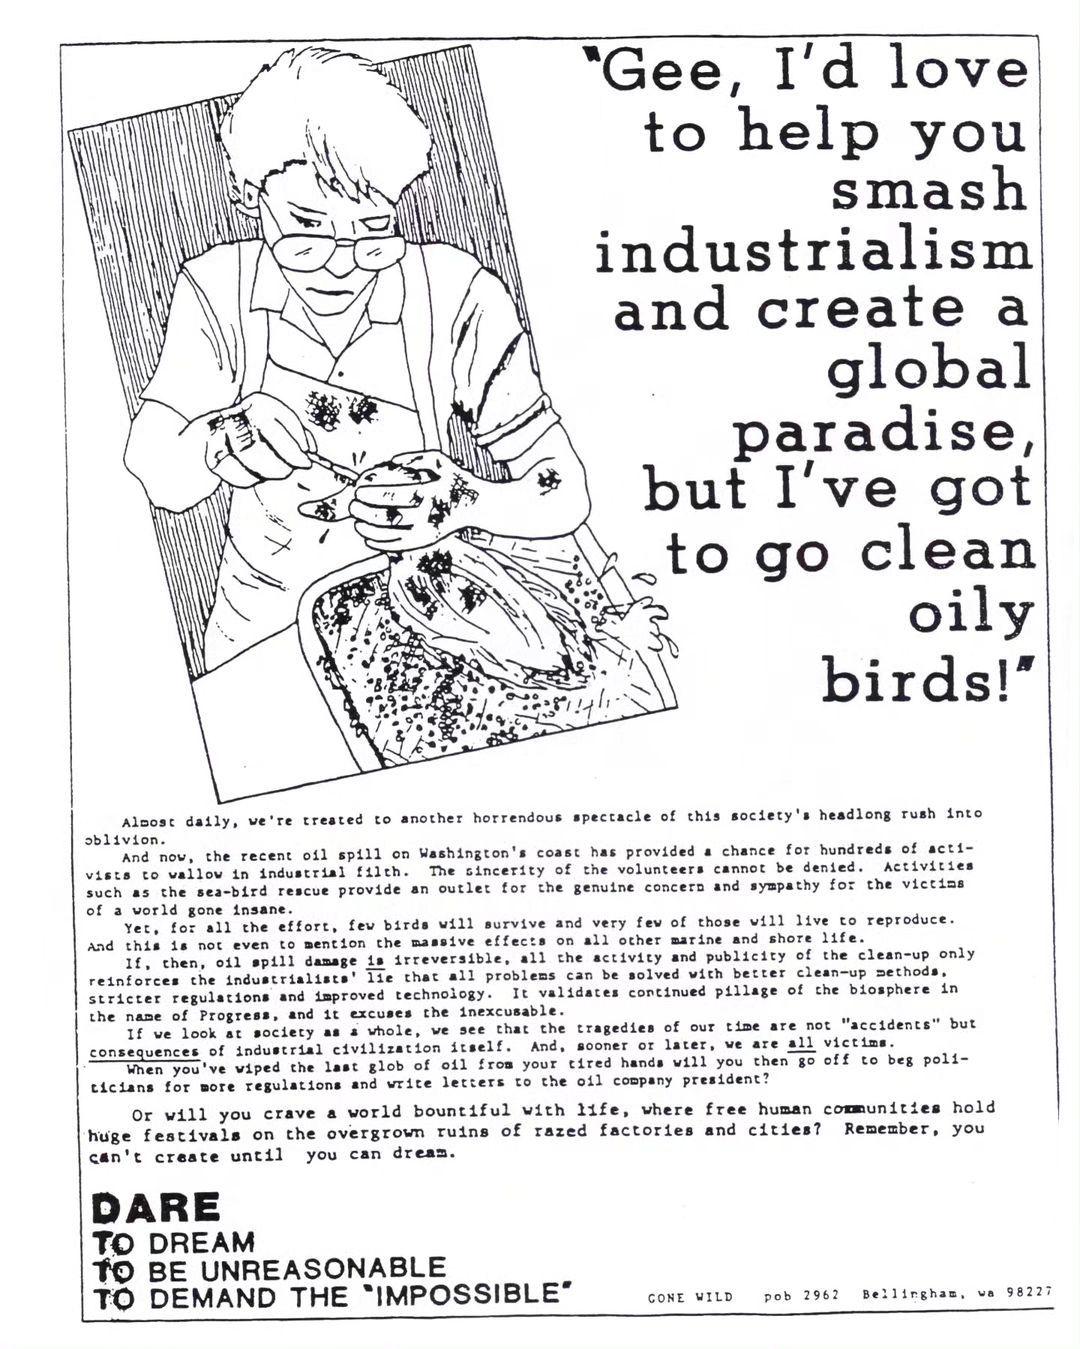 "Gee, I'd love
to help you
smash
industrialism
and create a
global
paradise,
but I've got
to go clean
oily
birds!"
Almost daily, we're treated to another horrendous spectacle of this society's headlong rush into
oblivion.
And now, the recent oil spill on Washington's coast has provided a chance for hundreds of acti-
vists to wallow in industrial filth. The sincerity of the volunteers cannot be denied. Activities
such as the sea-bird rescue provide an outlet for the genuine concern and sympathy for the victims
of a world gone insane.
Yet, for all the effort, few birds will survive and very few of those will live to reproduce.
And this is not even to mention the massive effects on all other marine and shore life.
If, then, oil spill damage is irreversible, all the activity and publicity of the clean-up only
reinforces the industrialists' lie that all problems can be solved with better clean-up methods,
stricter regulations and improved technology. It validates continued pillage of the biosphere in
the name of Progress, and it excuses the inexcusable.
If we look at society as a whole, we see that the tragedies of our time are not "accidents" but
consequences of industrial civilization itself. And, sooner or later, we are all victims.
When you've wiped the last glob of oil from your tired hands will you then go off to beg poli-
ticians for more regulations and write letters to the oil company president?
Or will you crave a world bountiful with life, where free human communities hold
huge festivals on the overgrown ruins of razed factories and cities? Remember, you
can't create until you can dream.
DARE
TO DREAM
TO BE UNREASONABLE
TO DEMAND THE "IMPOSSIBLE"
GONE WILD pob 2962 Bellingham, wa 98227